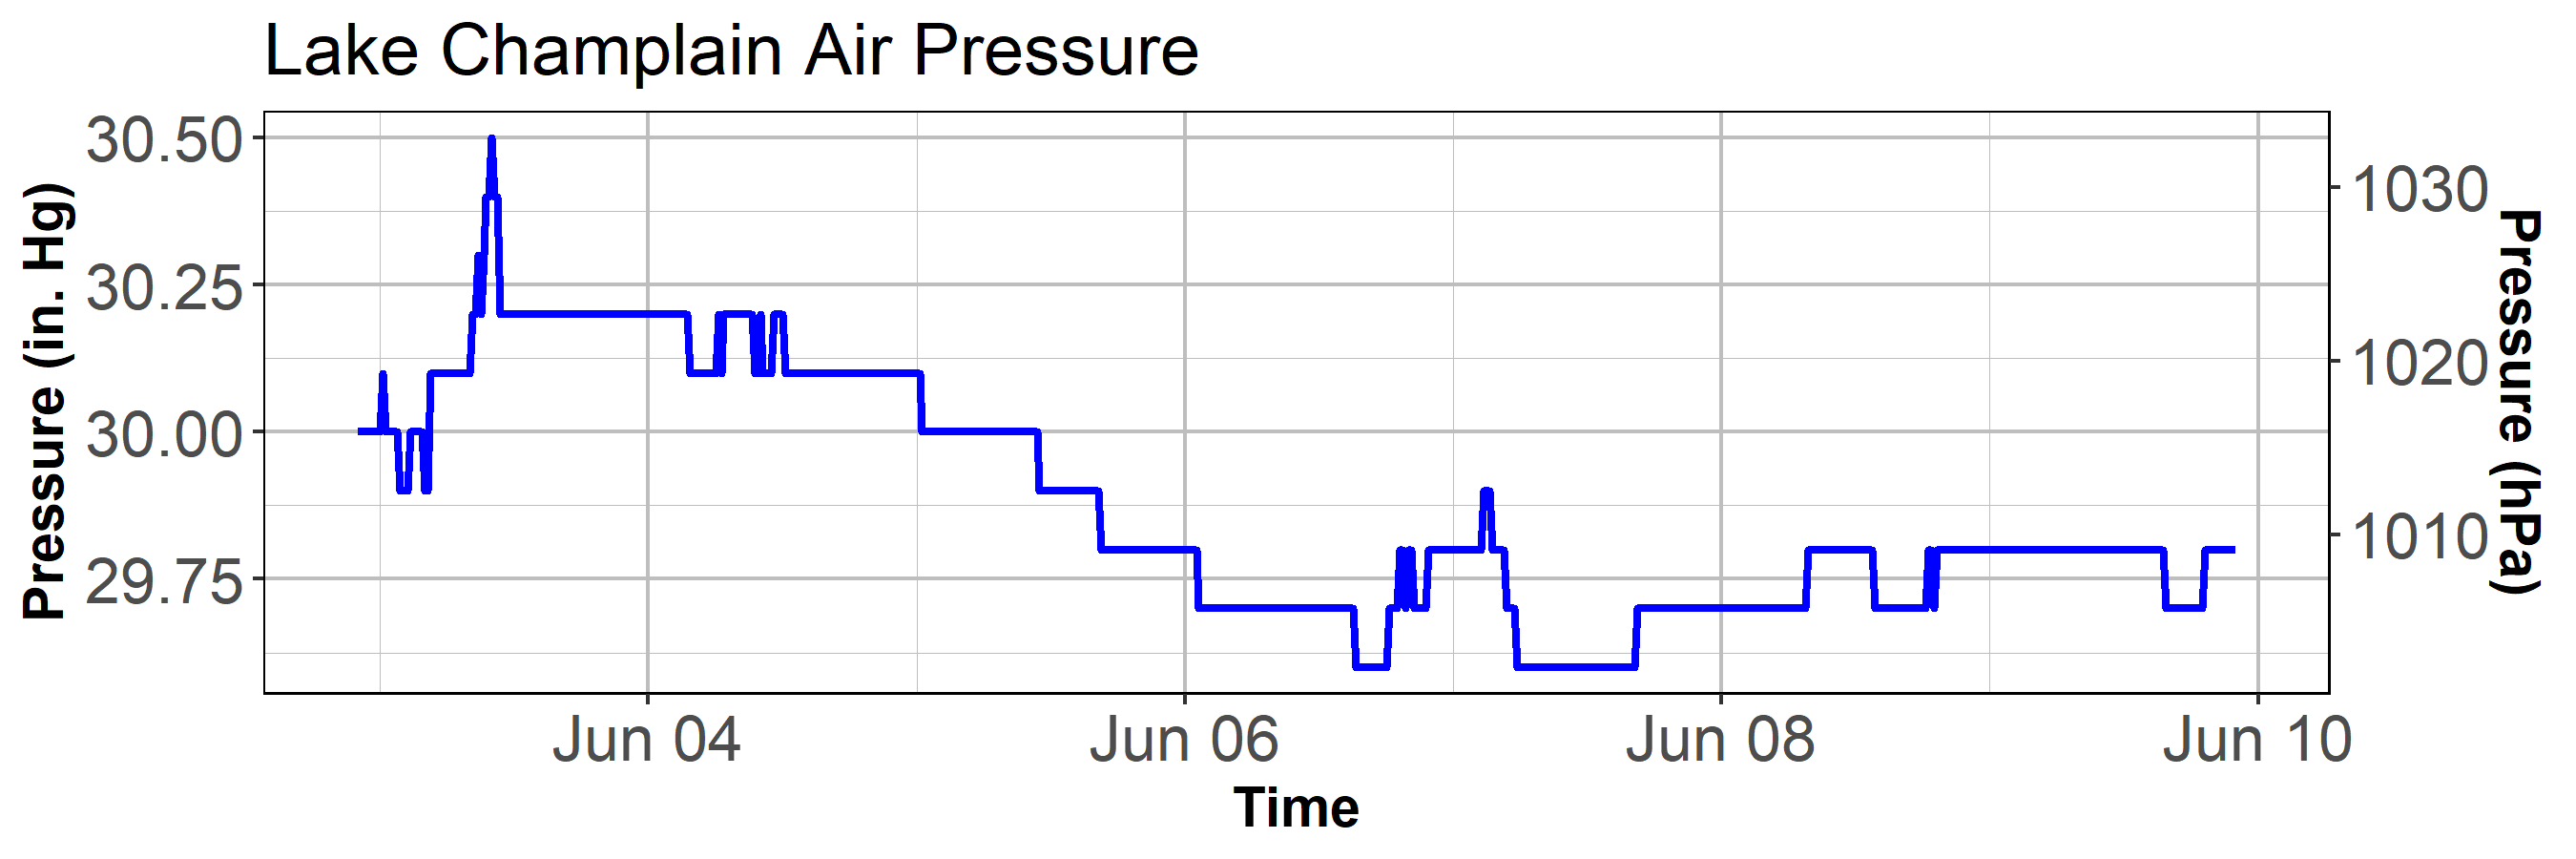 Lake Champlain Air Pressure
Pressure (in. Hg)
30.50
30.25
30.00
29.75
1030
1020
1010
Pressure (hPa)
Jun 04 Jun 06 Jun 08 Jun 10
Time